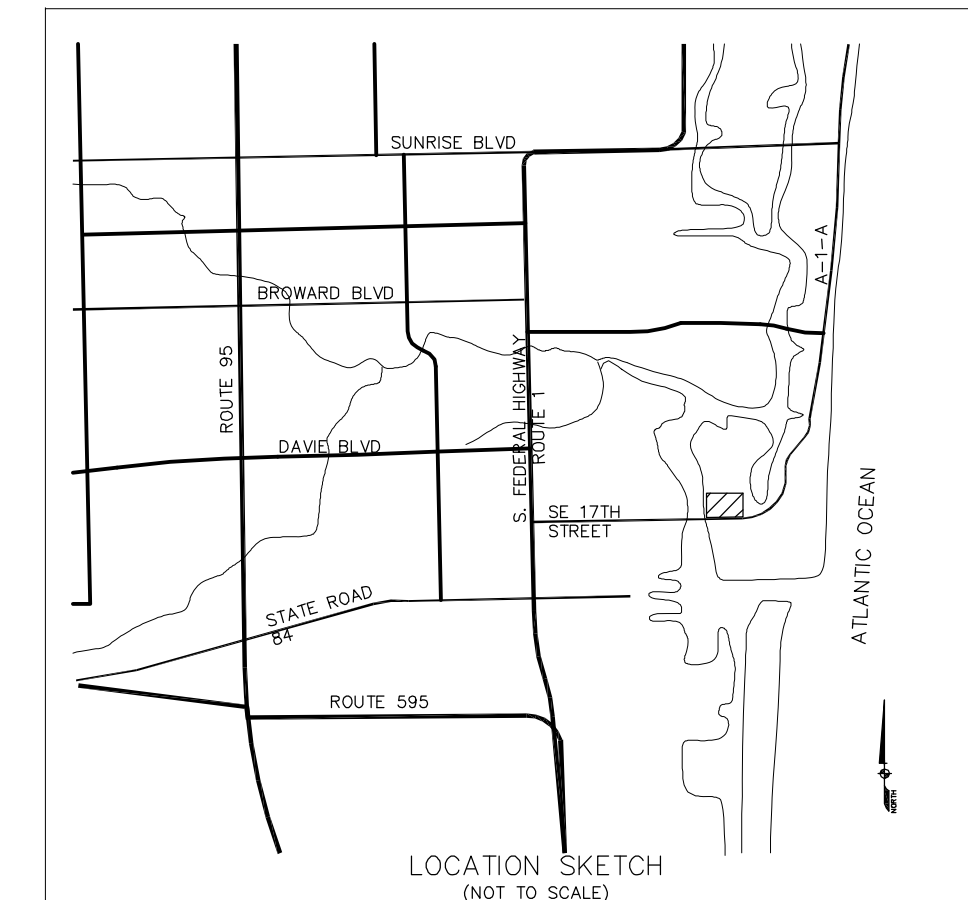 SUNRISE BLVD
A-1-A
BROWARD BLVD
ROUTE 95
S. FEDERAL HIGHWAY
ROUTE 1
DAVIE BLVD
SE 17TH
STREET
ATLANTIC OCEAN
STATE ROAD
84
ROUTE 595
NORTH
LOCATION SKETCH
(NOT TO SCALE)